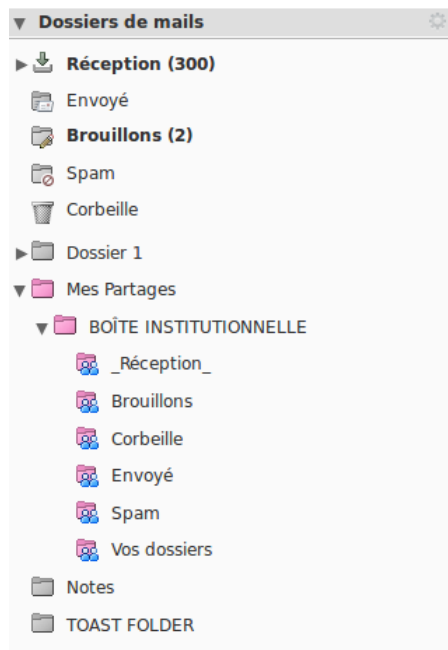 Dossiers de mails
Réception (300)
Envoyé
Brouillons (2)
Spam
Corbeille
Dossier 1
Mes Partages
BOÎTE INSTITUTIONNELLE
_Réception_
Brouillons
Corbeille
Envoyé
Spam
Vos dossiers
Notes
TOAST FOLDER